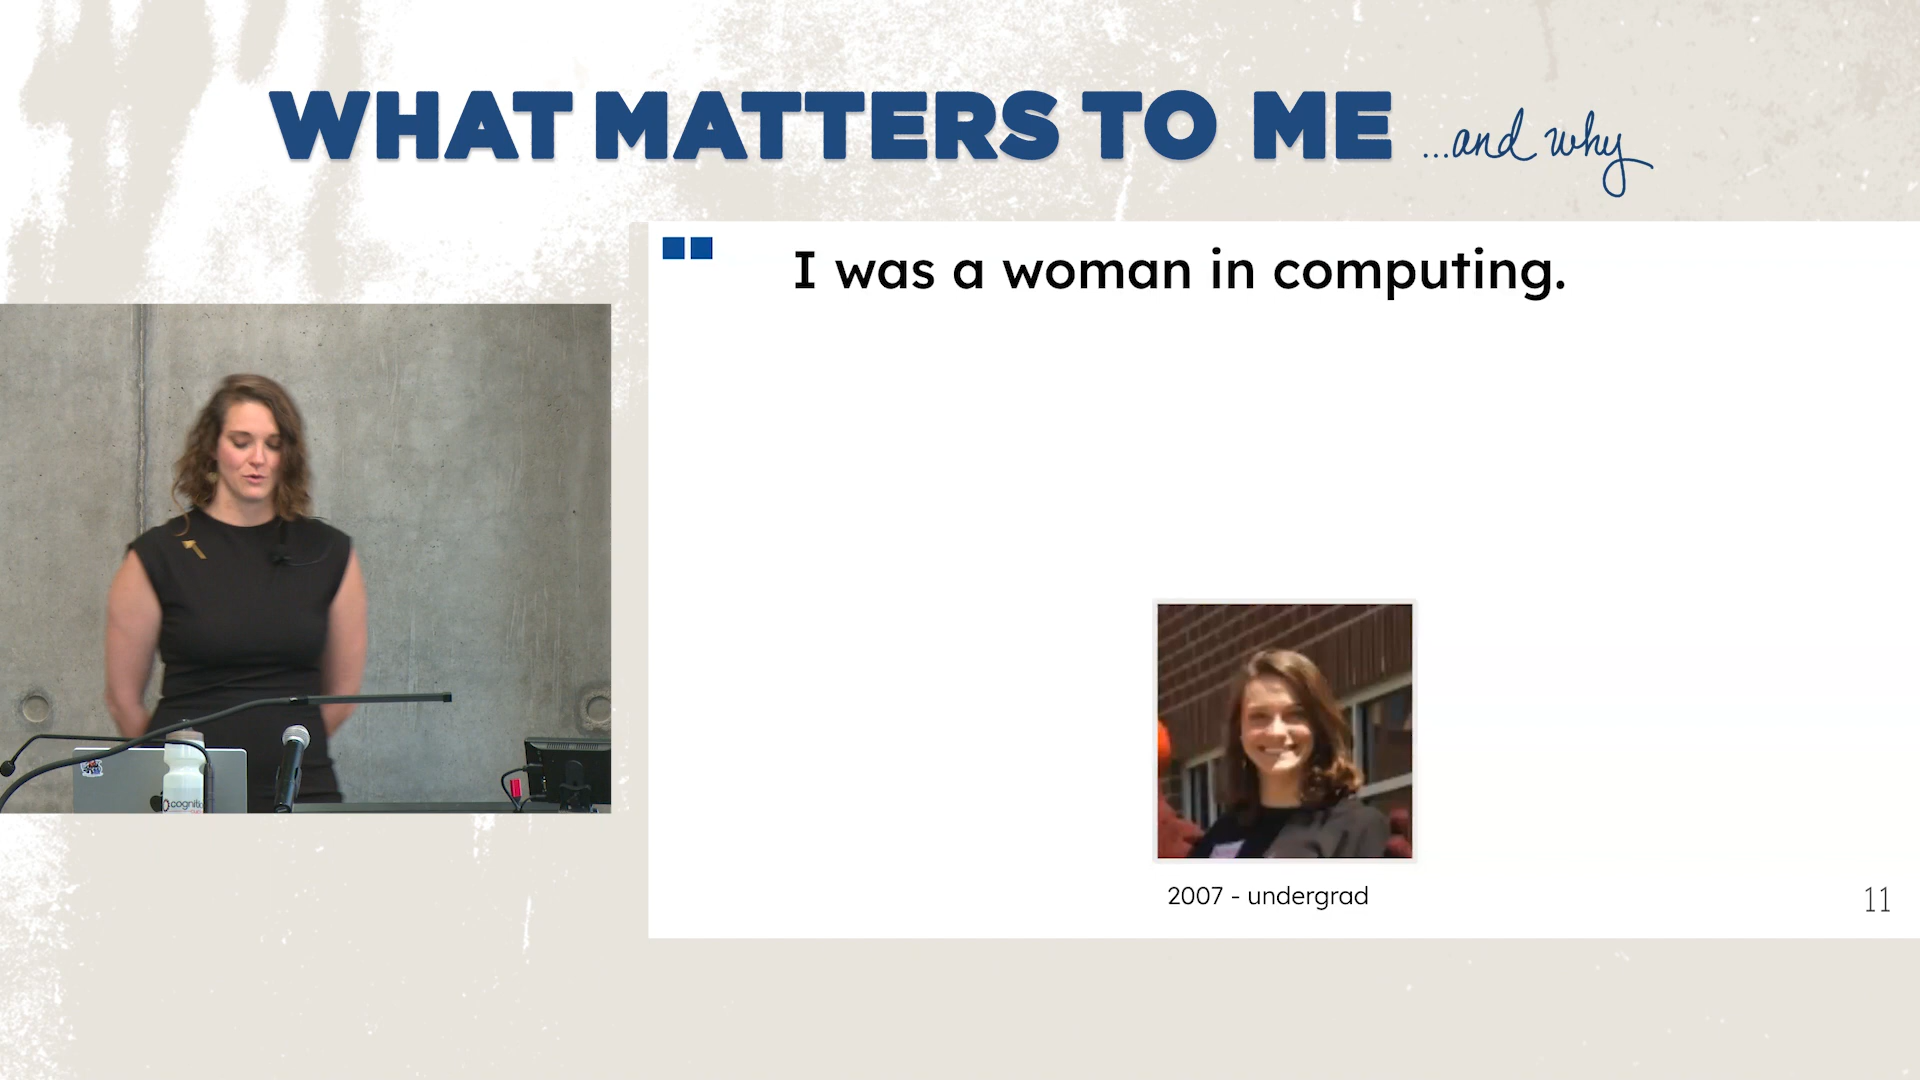 WHAT MATTERS TO ME ...and why
I was a woman in computing.
2007 - undergrad
11